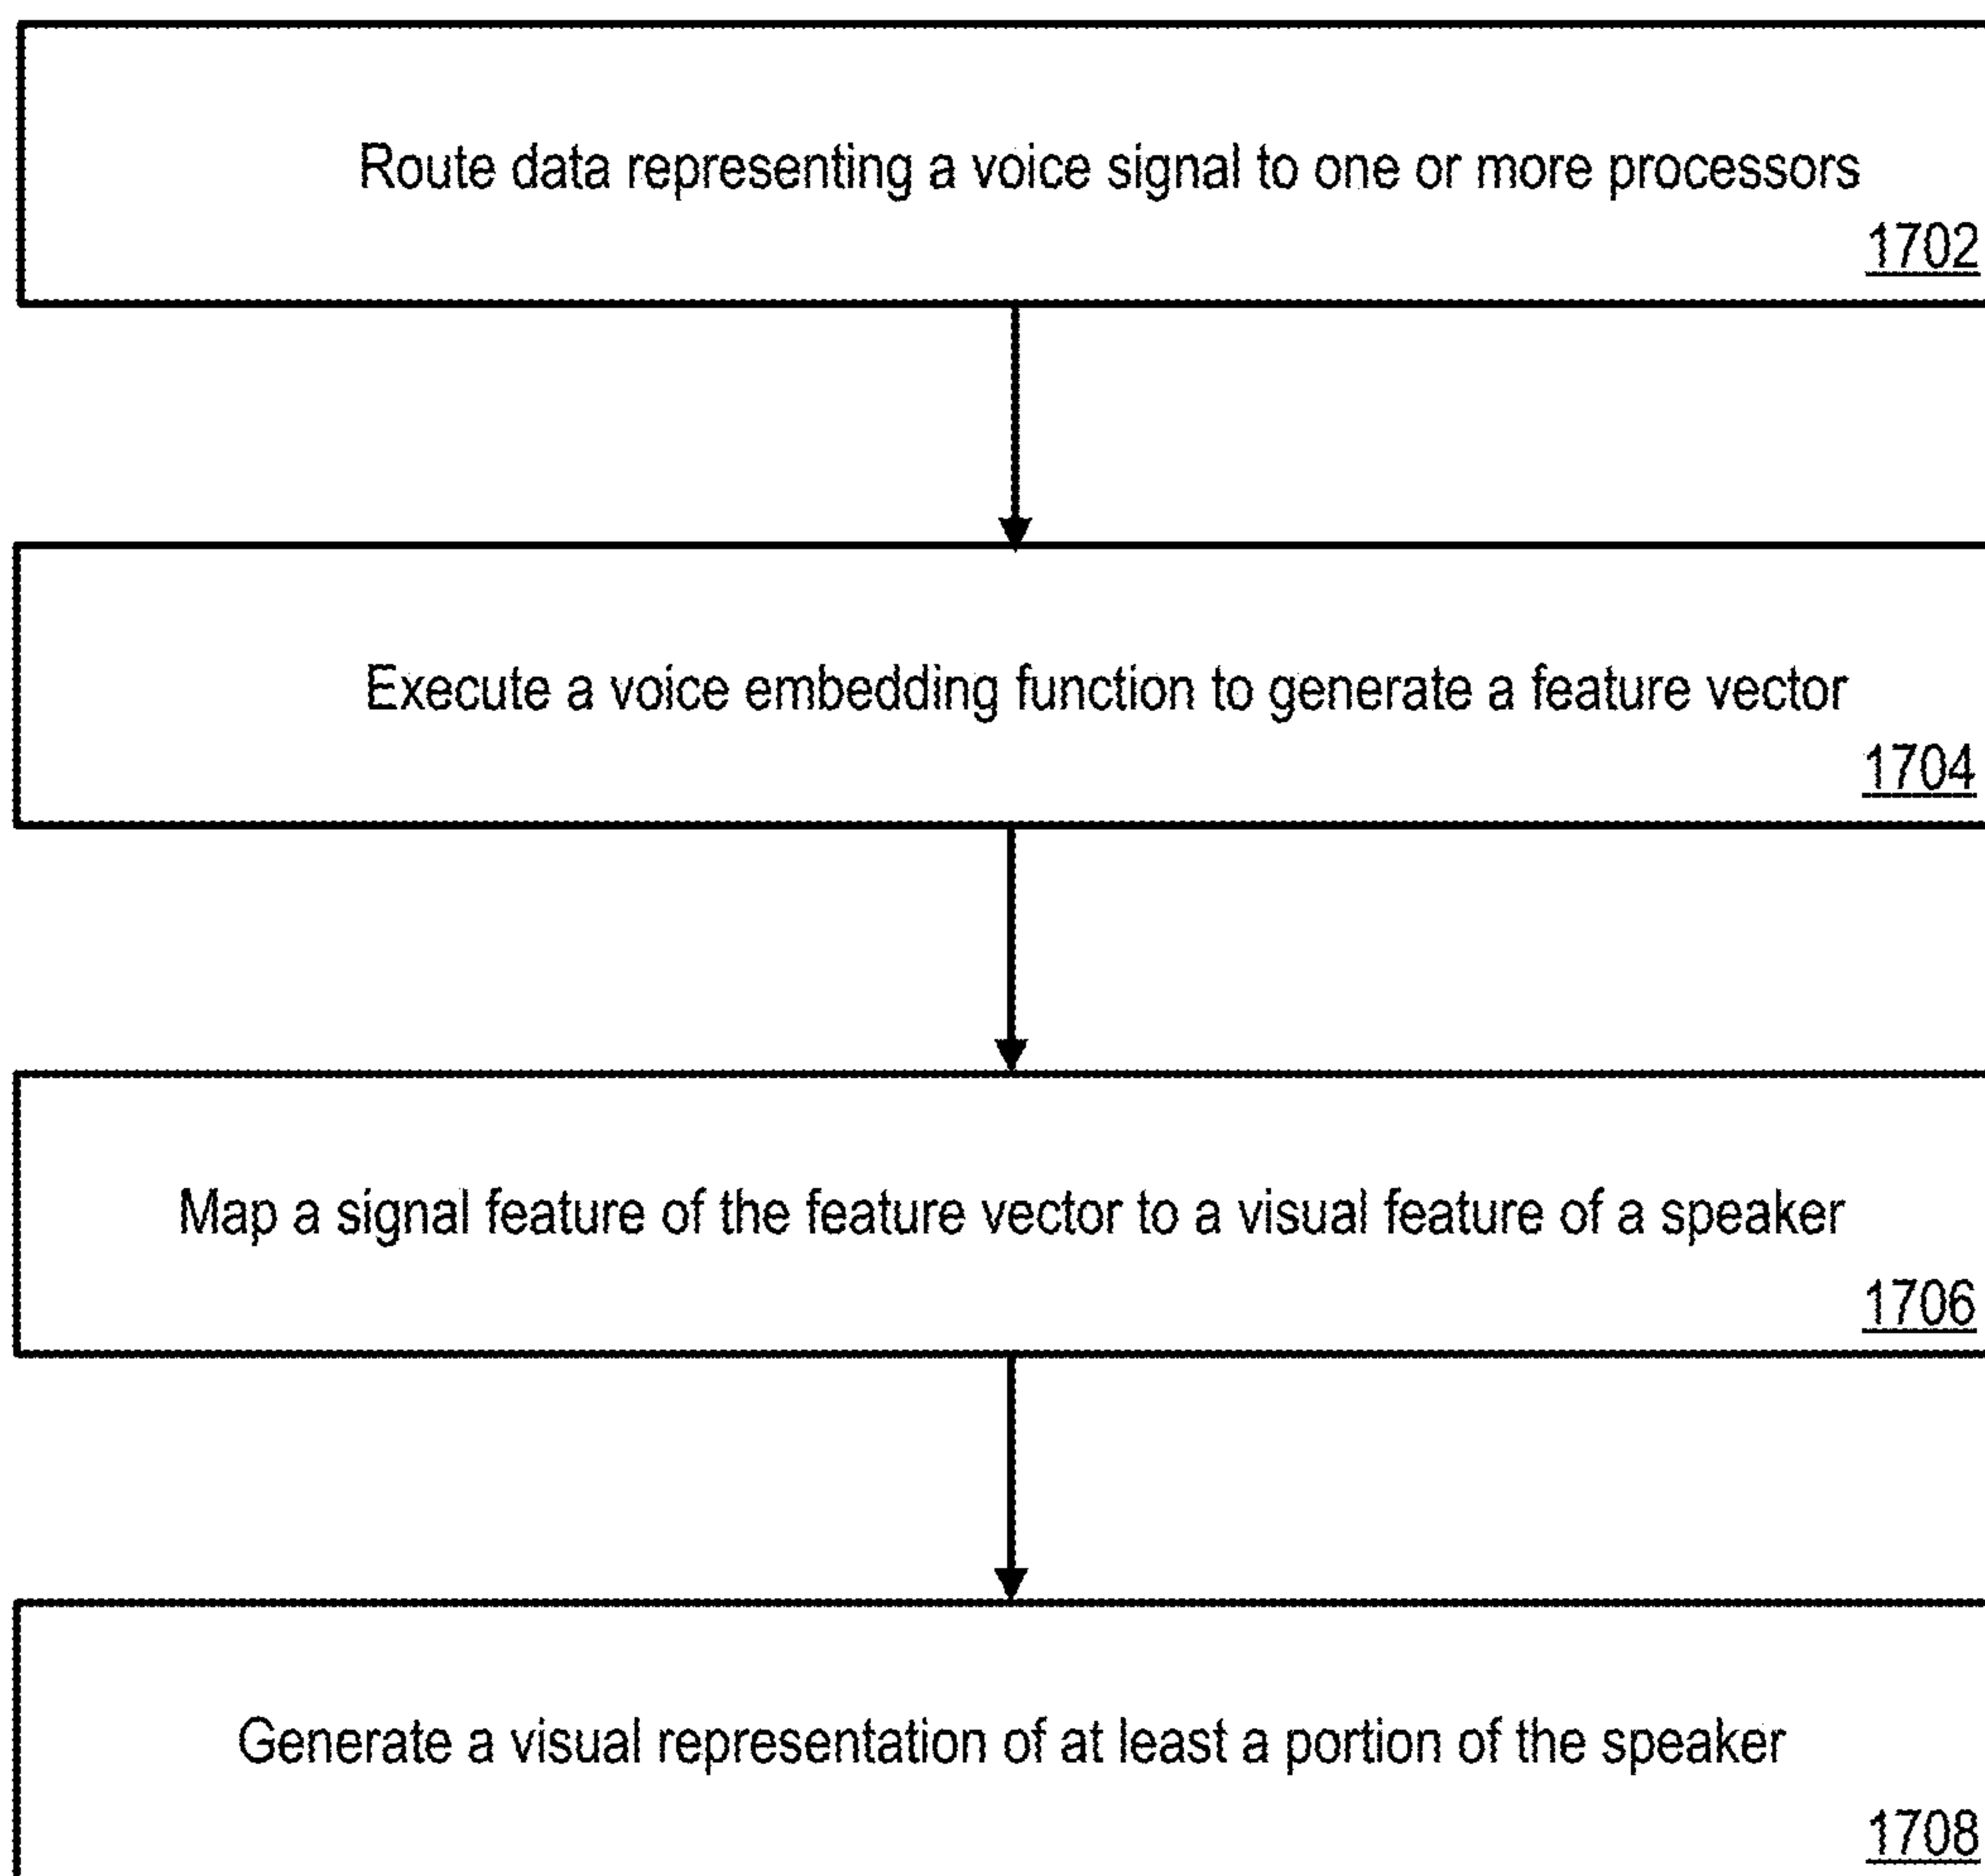 Route data representing a voice signal to one or more processors
1702
Execute a voice embedding function to generate a feature vector
1704
Map a signal feature of the feature vector to a visual feature of a speaker
1706
Generate a visual representation of at least a portion of the speaker
1708